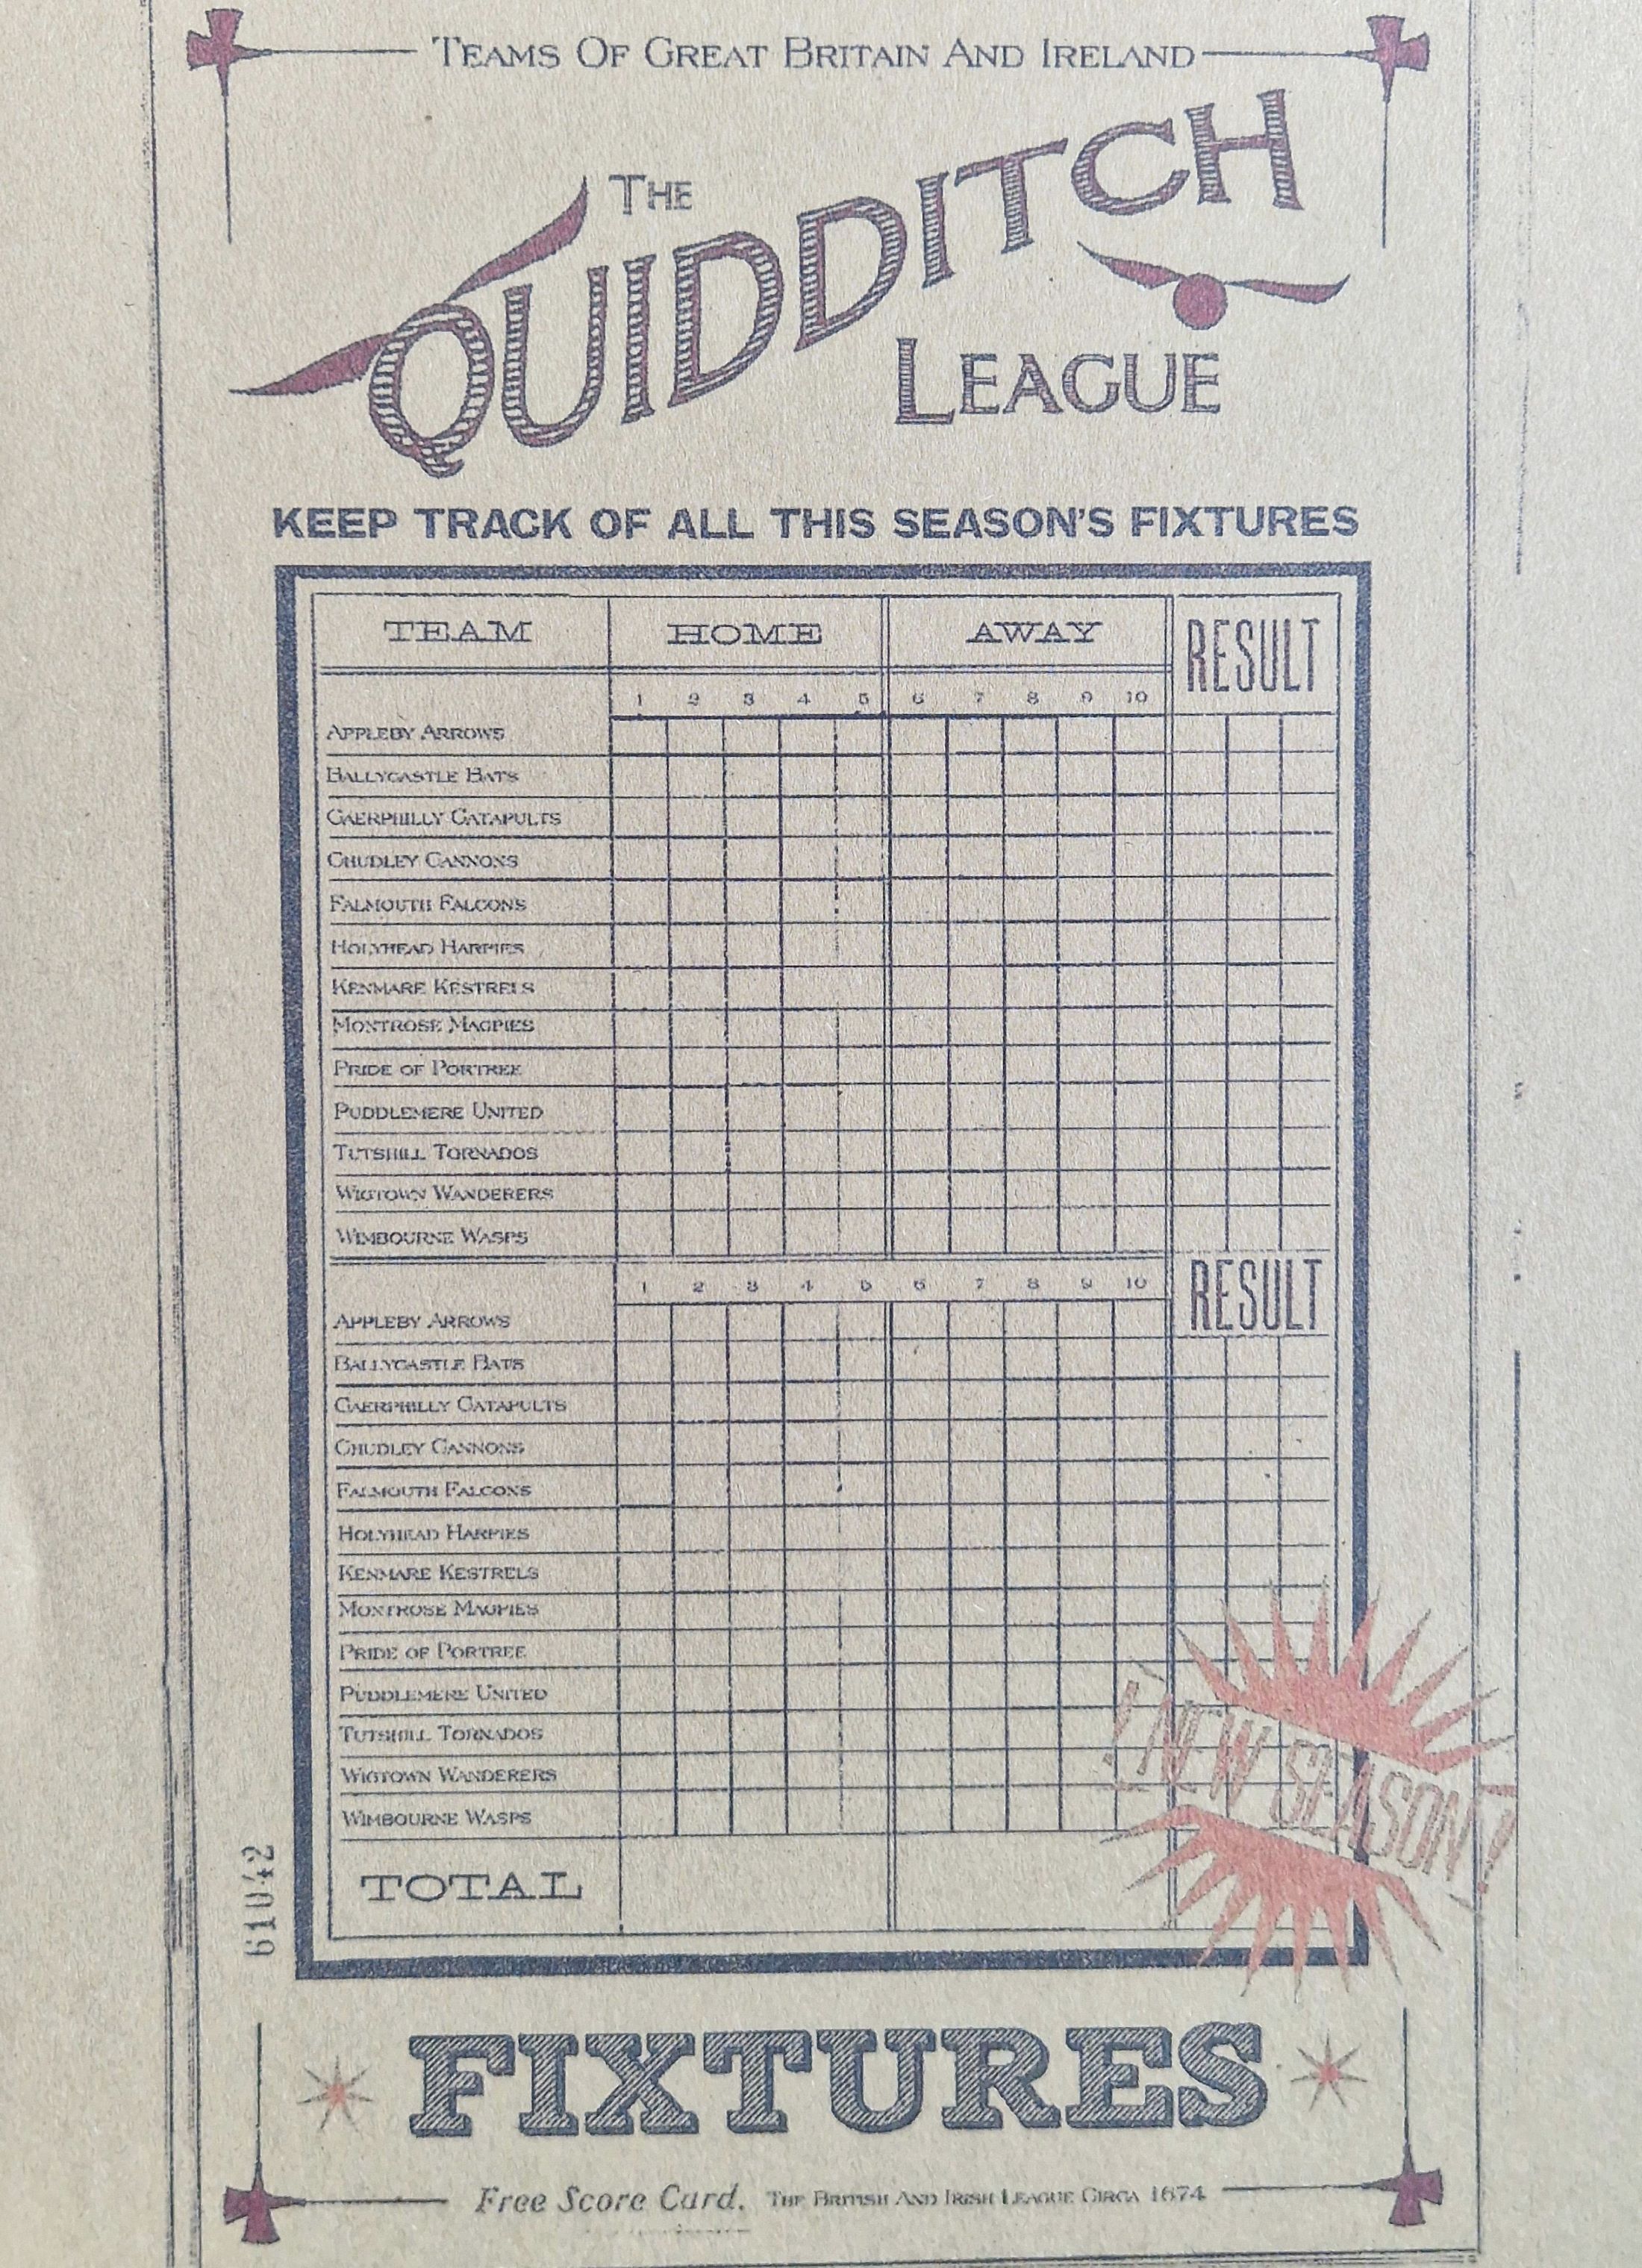 TEAMS OF GREAT BRITAIN AND IRELAND
THE
QUIDDITCH
LEAGUE
KEEP TRACK OF ALL THIS SEASON'S FIXTURES
TEAM HOME AWAY RESULT
1 2 3 4 5 6 7 8 9 10
APPLEBY ARROWS
BALLYCASTLE BATS
CAERPHILLY CATAPULTS
CHUDLEY CANNONS
FALMOUTH FALCONS
HOLYHEAD HARPIES
KENMARE KESTRELS
MONTROSE MAGPIES
PRIDE OF PORTREE
PUDDLEMERE UNITED
TUTSHILL TORNADOS
WIGTOWN WANDERERS
WIMBOURNE WASPS
1 2 3 4 5 6 7 8 9 10 RESULT
APPLEBY ARROWS
BALLYCASTLE BATS
CAERPHILLY CATAPULTS
CHUDLEY CANNONS
FALMOUTH FALCONS
HOLYHEAD HARPIES
KENMARE KESTRELS
MONTROSE MAGPIES
PRIDE OF PORTREE
PUDDLEMERE UNITED
TUTSHILL TORNADOS
WIGTOWN WANDERERS
WIMBOURNE WASPS
! NEW SEASON !
TOTAL
61042
FIXTURES
Free Score Card. THE BRITISH AND IRISH LEAGUE CIRCA 1674